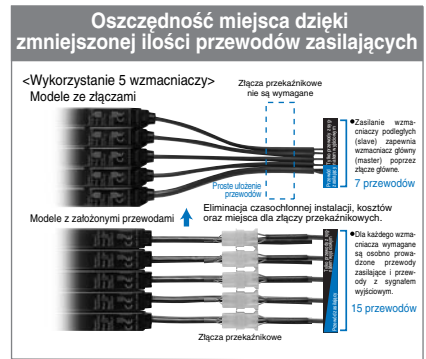 Oszczędność miejsca dzięki
zmniejszonej ilości przewodów zasilających
<Wykorzystanie 5 wzmacniaczy>
Modele ze złączami
Złącza przekaźnikowe
nie są wymagane
Proste ułożenie
przewodów
●Zasilanie wzma-
cniaczy podległych
(slave) zapewnia
wzmacniacz główny
(master) poprzez
złącze główne.
7 przewodów
Eliminacja czasochłonnej instalacji, kosztów
oraz miejsca dla złączy przekaźnikowych.
Modele z założonymi przewodami
●Dla każdego wzma-
cniacza wymagane
są osobno prowa-
dzone przewody
zasilające i przew-
ody z sygnałem
wyjściowym.
15 przewodów
Złącza przekaźnikowe